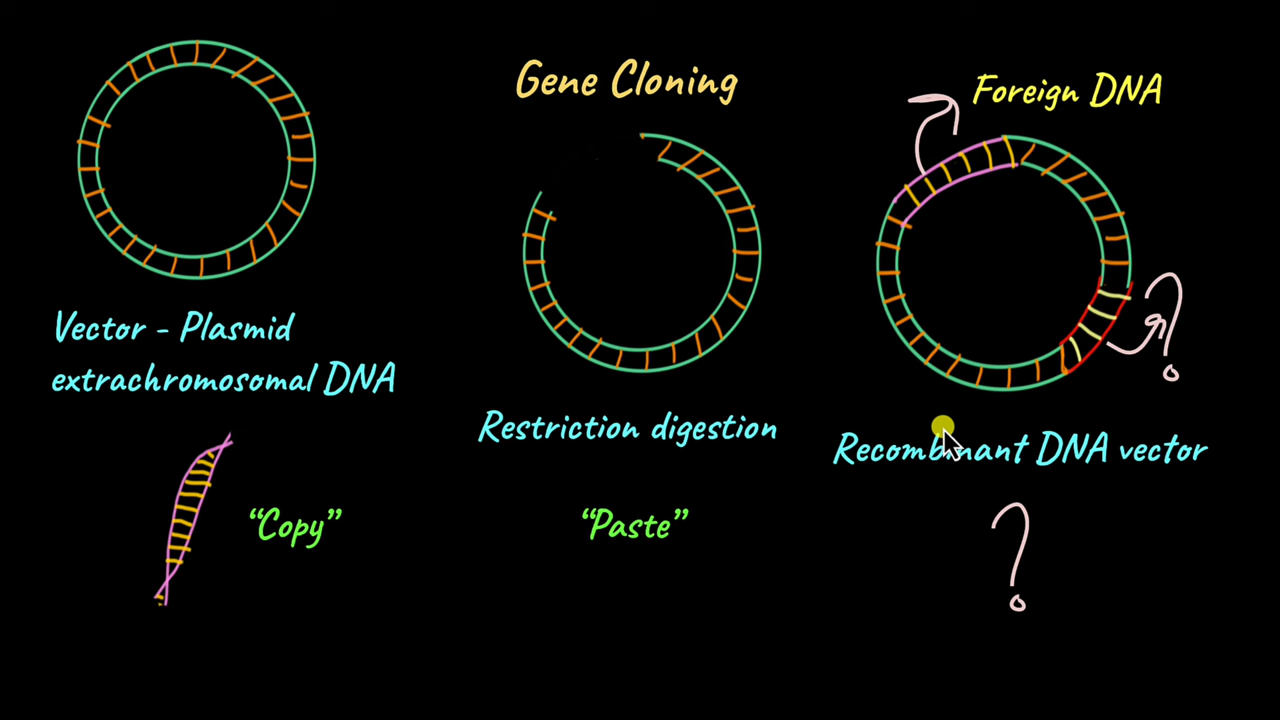 Gene Cloning
Foreign DNA
Vector - Plasmid
extrachromosomal DNA
Restriction digestion
Recombinant DNA vector
"Copy"
"Paste"
?
?